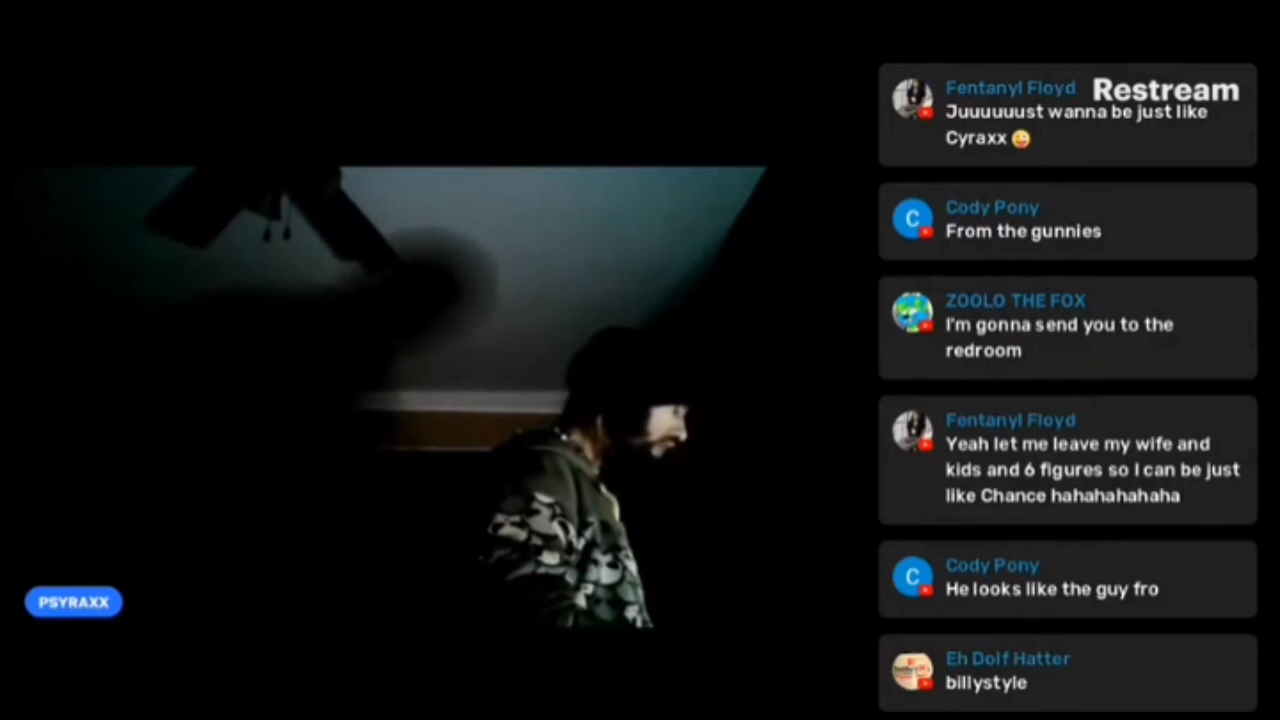 Restream
Fentanyl Floyd
Juuuuuust wanna be just like
Cyraxx 😜
C
Cody Pony
From the gunnies
ZOOLO THE FOX
I'm gonna send you to the
redroom
Fentanyl Floyd
Yeah let me leave my wife and
kids and 6 figures so I can be just
like Chance hahahahahaha
C
Cody Pony
He looks like the guy fro
Eh Dolf Hatter
billystyle
PSYRAXX